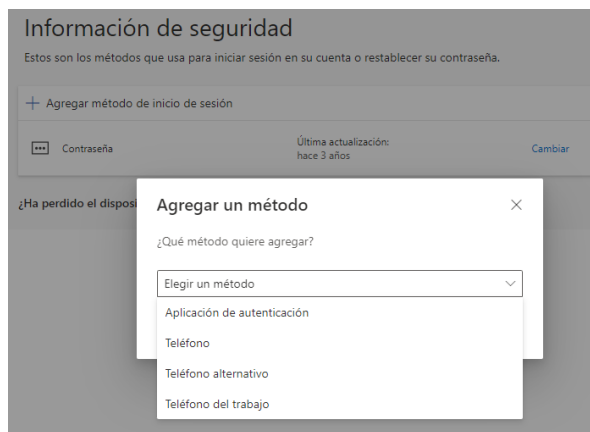 Información de seguridad
Estos son los métodos que usa para iniciar sesión en su cuenta o restablecer su contraseña.
+ Agregar método de inicio de sesión
Contraseña
Última actualización:
hace 3 años
Cambiar
¿Ha perdido el disposi
Agregar un método
¿Qué método quiere agregar?
Elegir un método
Aplicación de autenticación
Teléfono
Teléfono alternativo
Teléfono del trabajo